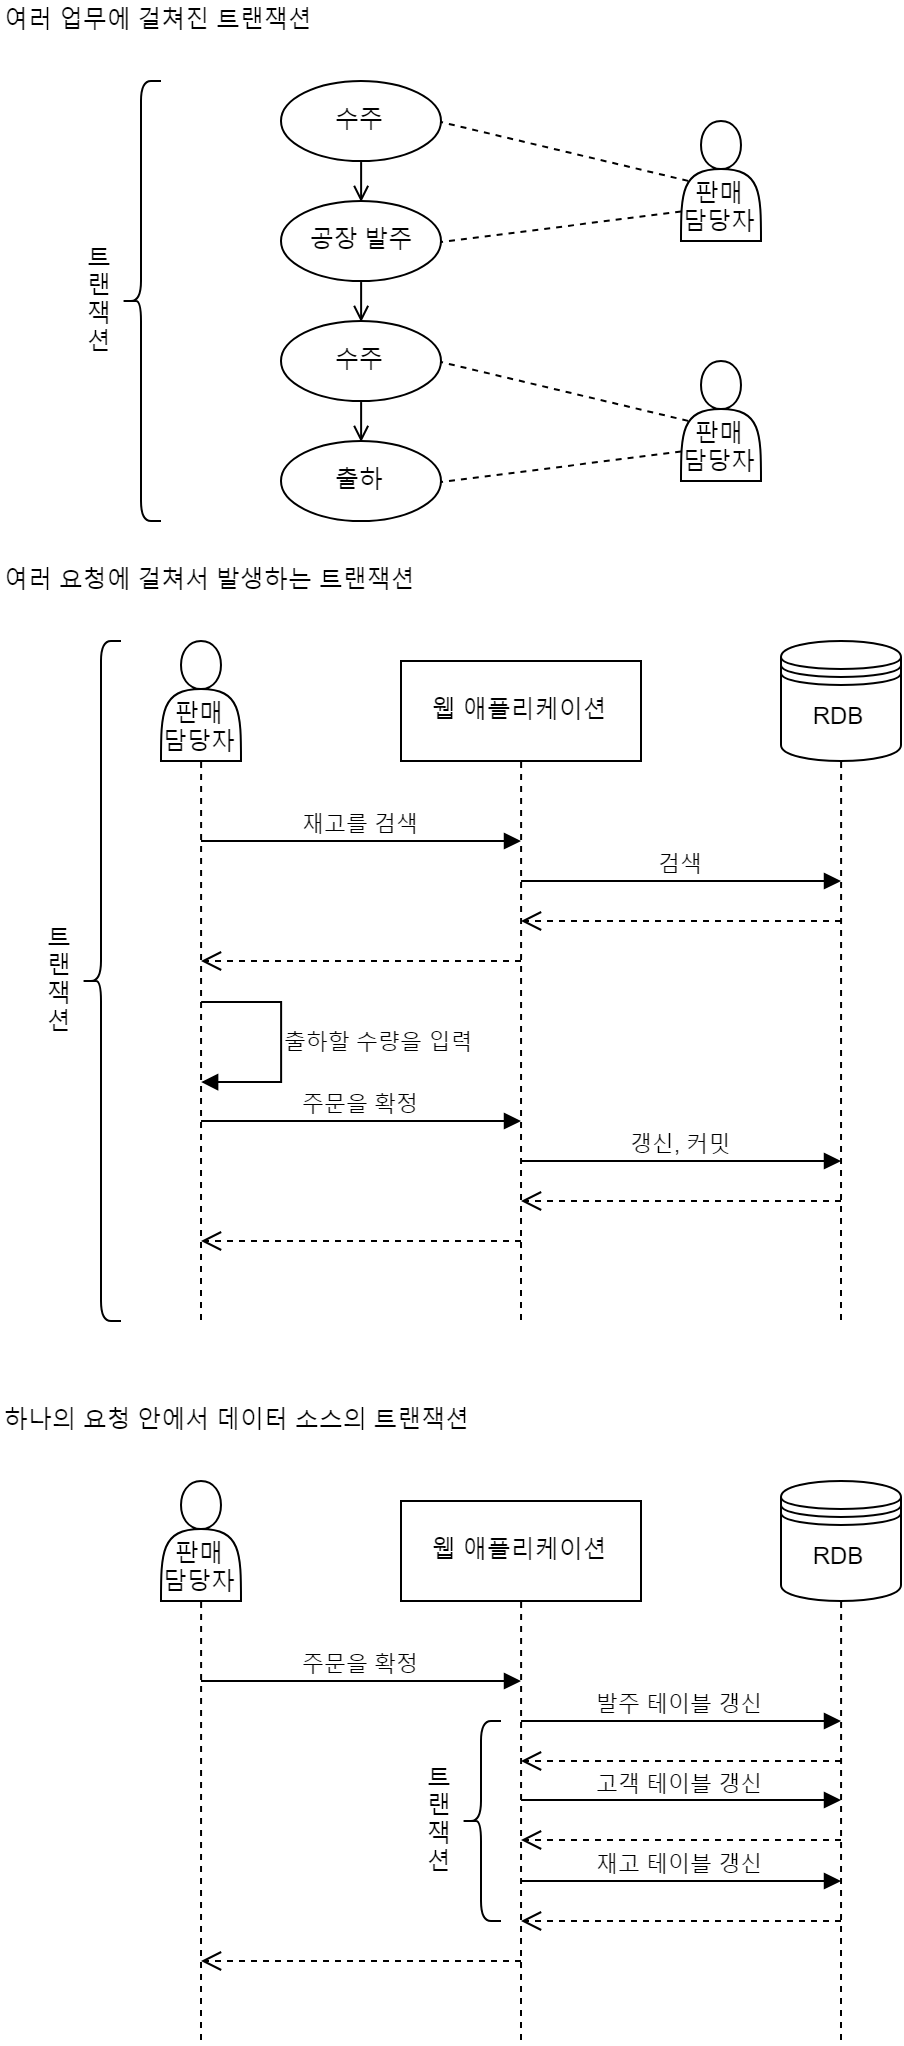 여러 업무에 걸쳐진 트랜잭션
수주
판매
담당자
공장 발주
트
랜
잭
션
수주
판매
담당자
출하
여러 요청에 걸쳐서 발생하는 트랜잭션
판매
담당자
웹 애플리케이션
RDB
재고를 검색
검색
트
랜
잭
션
출하할 수량을 입력
주문을 확정
갱신, 커밋
하나의 요청 안에서 데이터 소스의 트랜잭션
판매
담당자
웹 애플리케이션
RDB
주문을 확정
발주 테이블 갱신
트
랜
잭
션
고객 테이블 갱신
재고 테이블 갱신